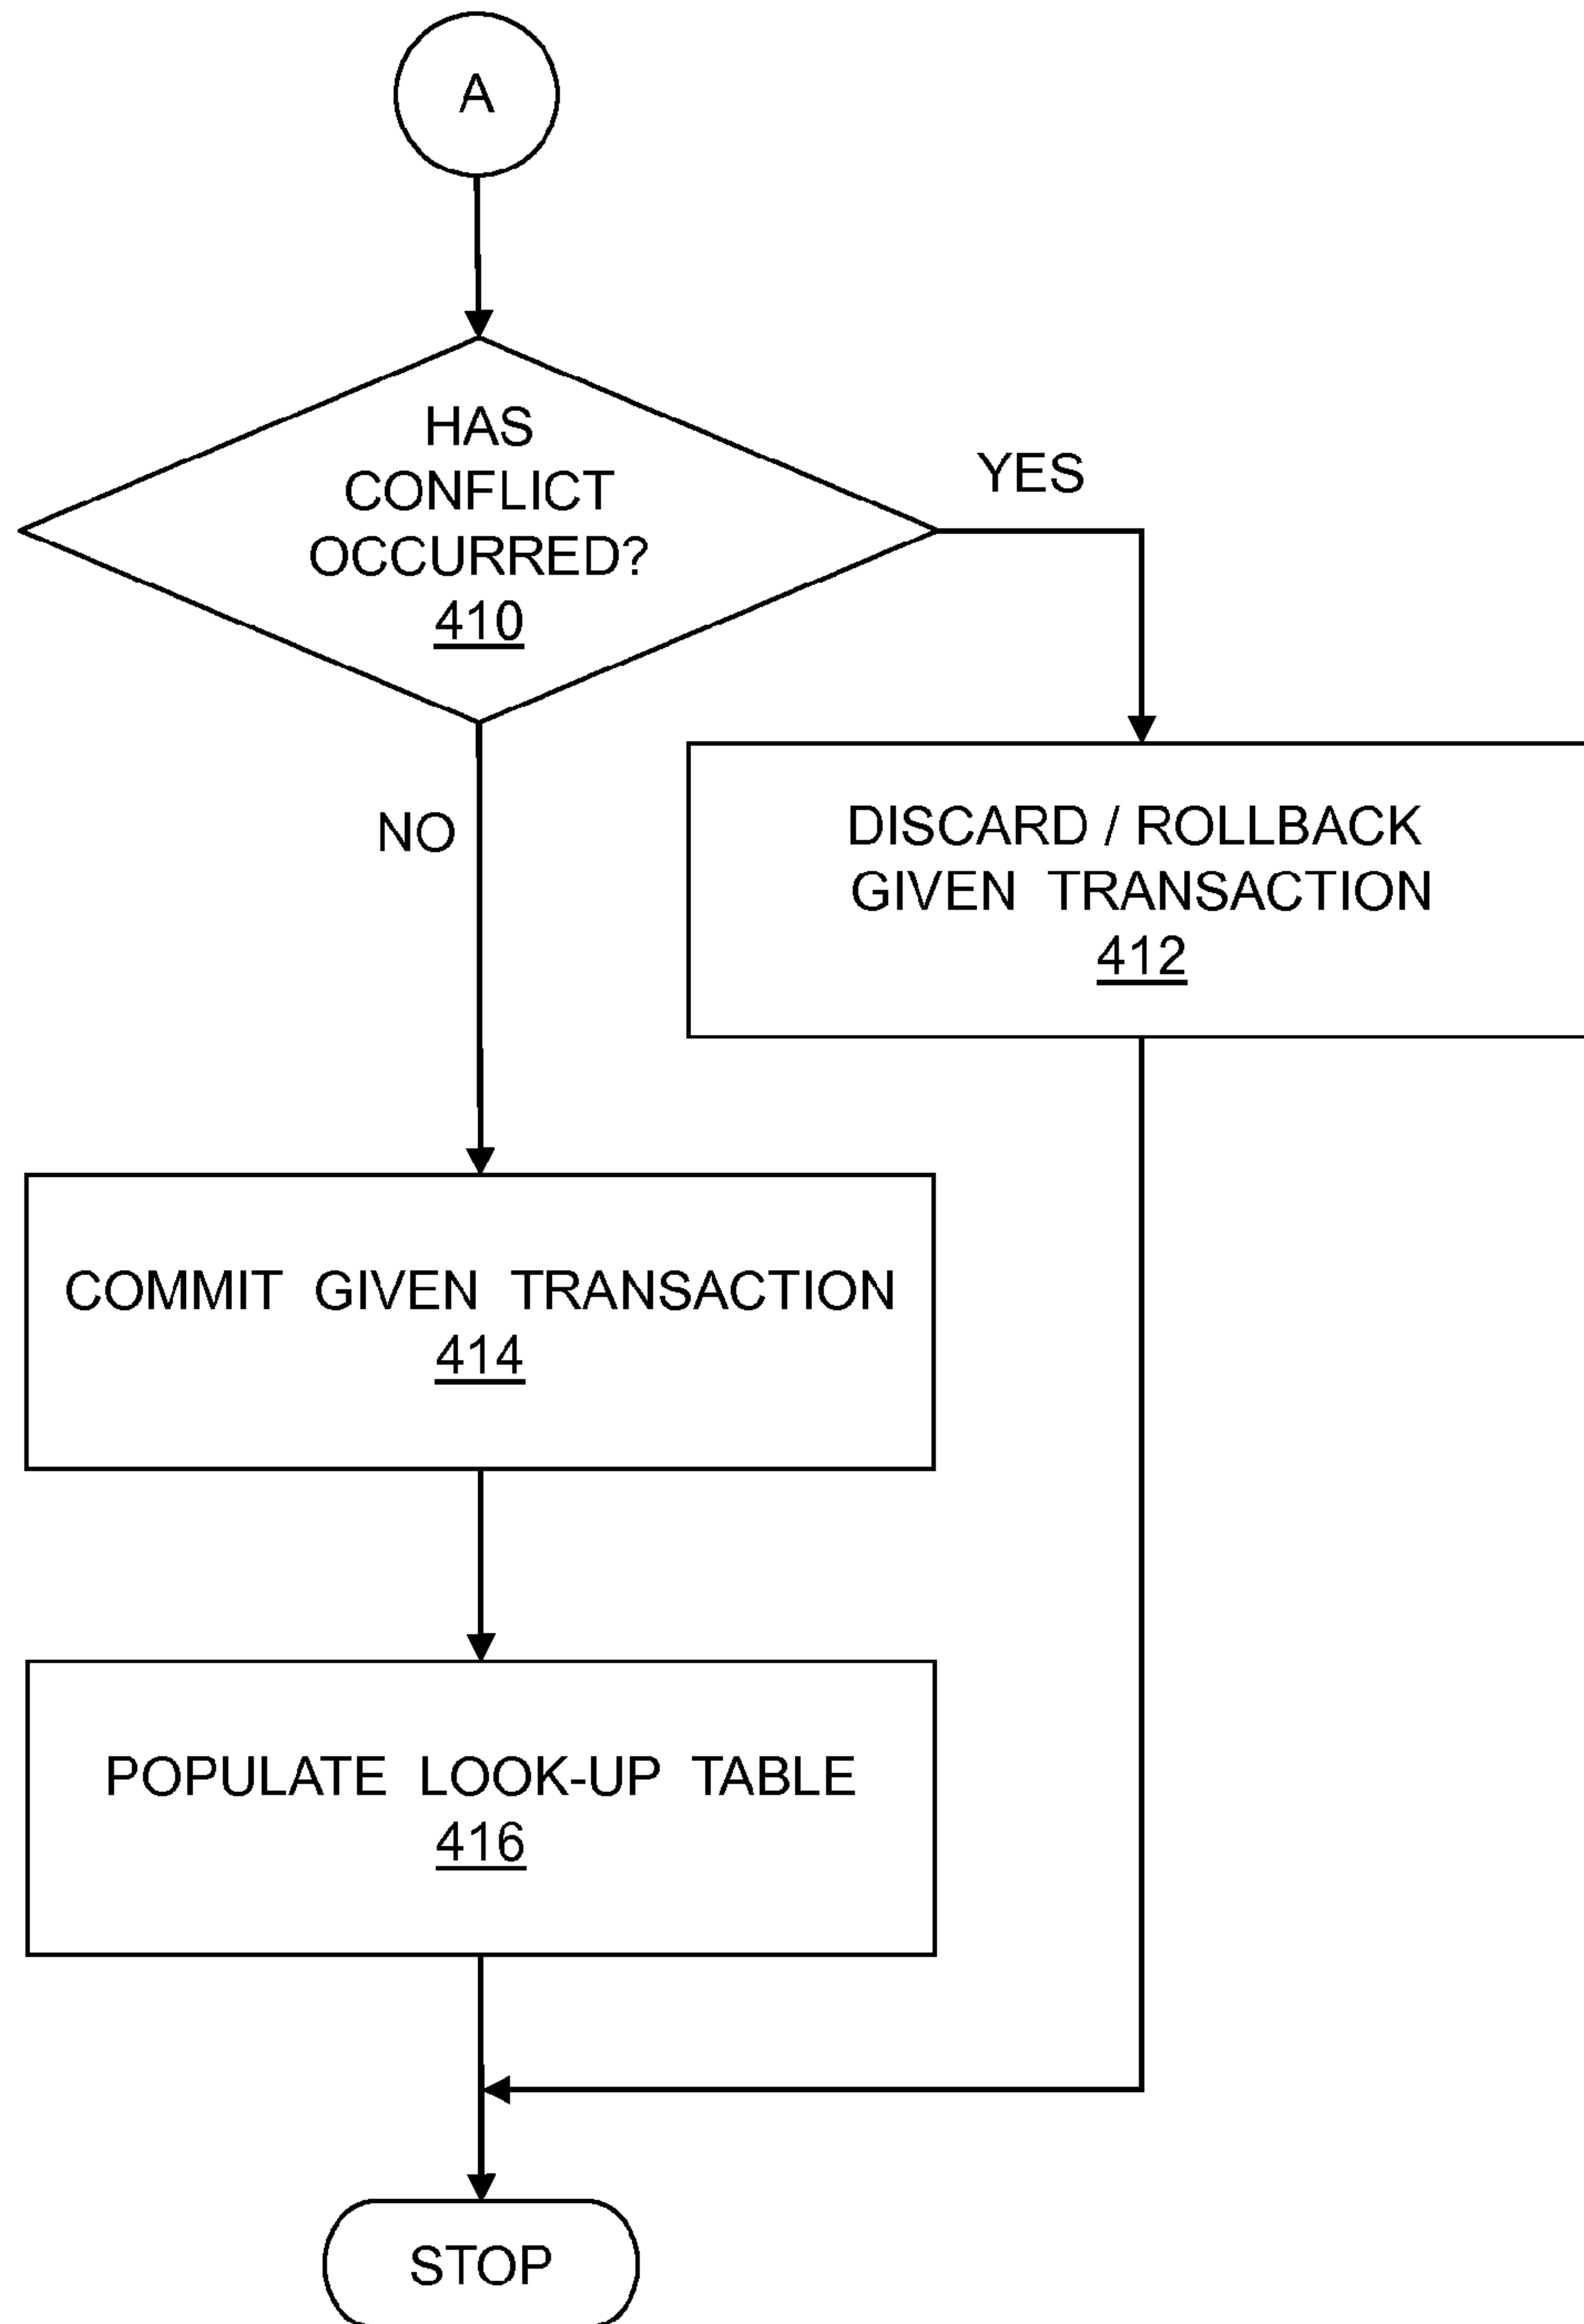 A
HAS
CONFLICT
OCCURRED?
410
YES
NO
DISCARD / ROLLBACK
GIVEN TRANSACTION
412
COMMIT GIVEN TRANSACTION
414
POPULATE LOOK-UP TABLE
416
STOP